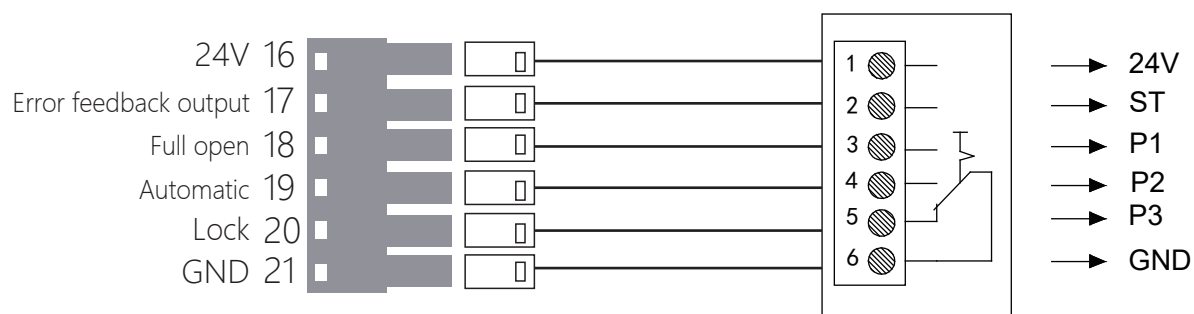 24V 16
Error feedback output 17
Full open 18
Automatic 19
Lock 20
GND 21
1
2
3
4
5
6
24V
ST
P1
P2
P3
GND